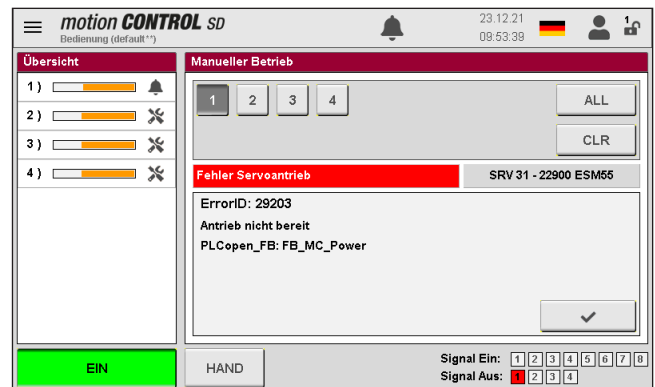 motion CONTROL SD
Bedienung (default**)
23.12.21
09:53:39
1
Übersicht
1)
2)
3)
4)
Manueller Betrieb
1 2 3 4
ALL
CLR
Fehler Servoantrieb
SRV 31 - 22900 ESM55
ErrorID: 29203
Antrieb nicht bereit
PLCopen_FB: FB_MC_Power
EIN
HAND
Signal Ein: 1 2 3 4 5 6 7 8
Signal Aus: 1 2 3 4